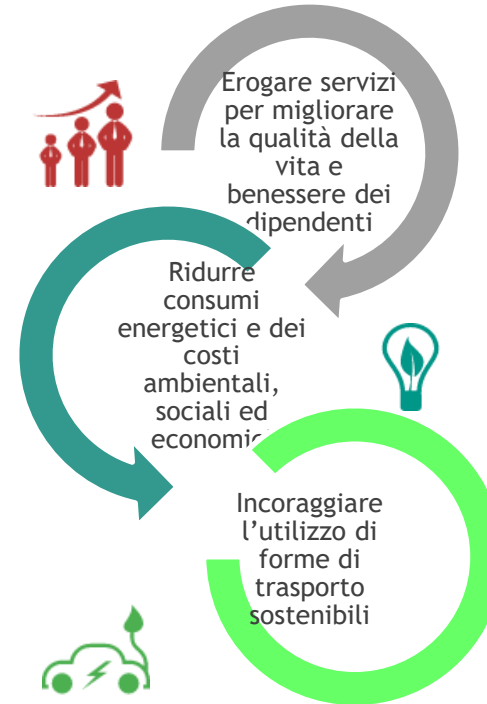 Erogare servizi
per migliorare
la qualità della
vita e
benessere dei
dipendenti
Ridurre
consumi
energetici e dei
costi
ambientali,
sociali ed
economici
Incoraggiare
l’utilizzo di
forme di
trasporto
sostenibili